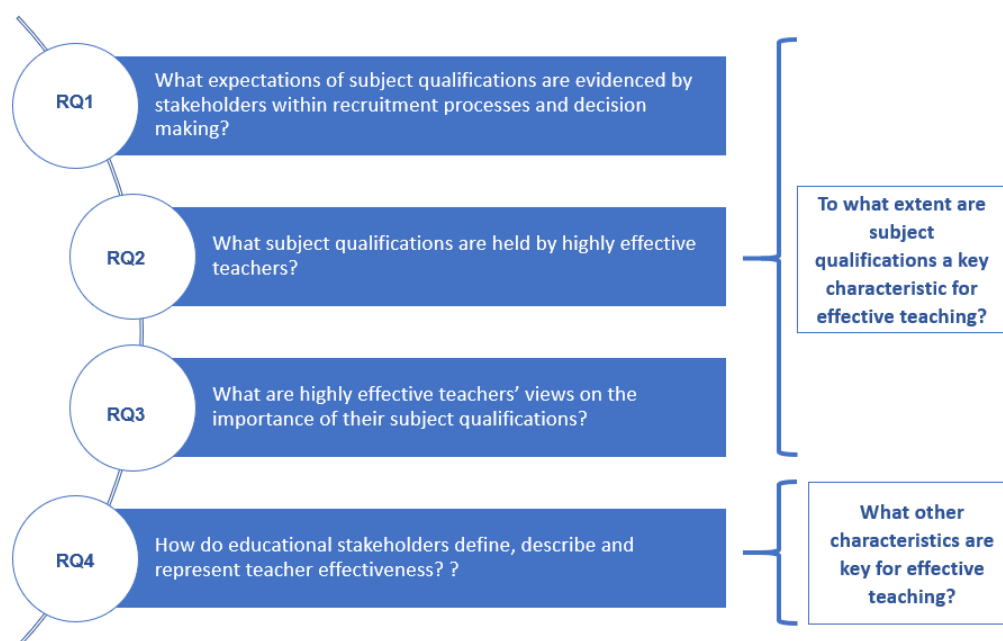 RQ1
What expectations of subject qualifications are evidenced by
stakeholders within recruitment processes and decision
making?
RQ2
What subject qualifications are held by highly effective
teachers?
RQ3
What are highly effective teachers’ views on the
importance of their subject qualifications?
To what extent are
subject
qualifications a key
characteristic for
effective teaching?
RQ4
How do educational stakeholders define, describe and
represent teacher effectiveness? ?
What other
characteristics are
key for effective
teaching?